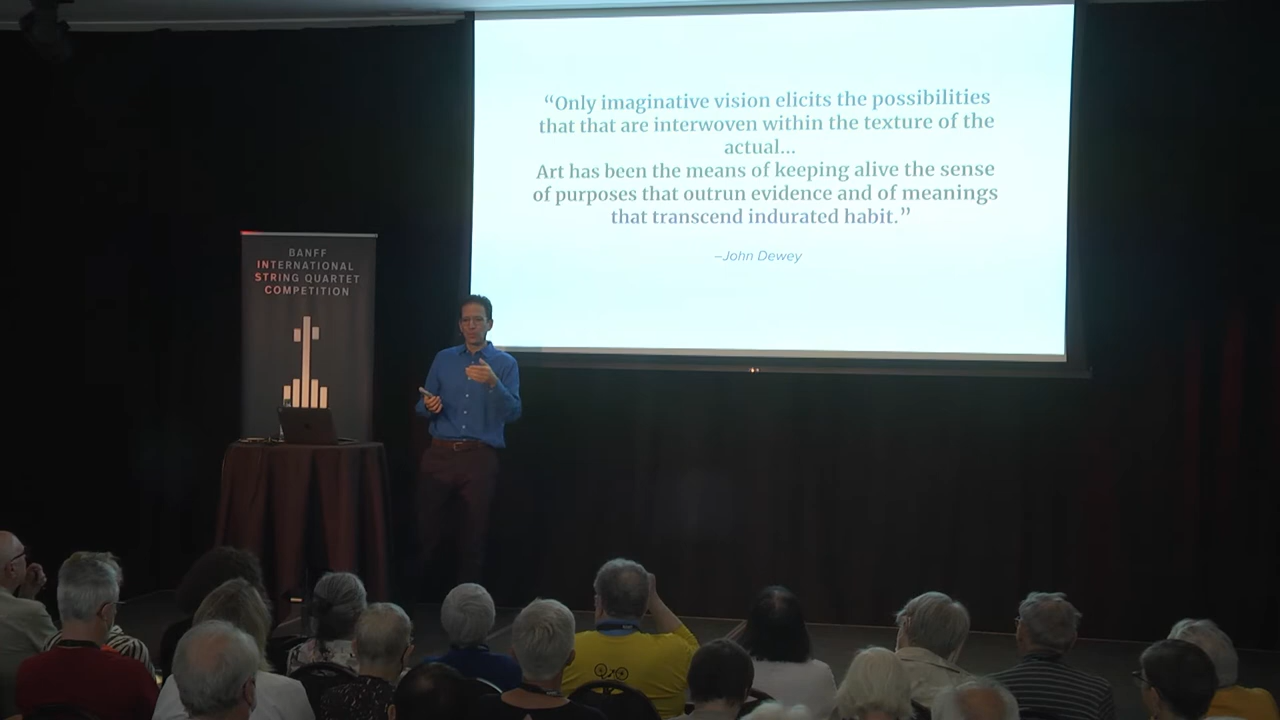 “Only imaginative vision elicits the possibilities
that that are interwoven within the texture of the
actual...
Art has been the means of keeping alive the sense
of purposes that outrun evidence and of meanings
that transcend indurated habit.”
–John Dewey
BANFF
INTERNATIONAL
STRING QUARTET
COMPETITION